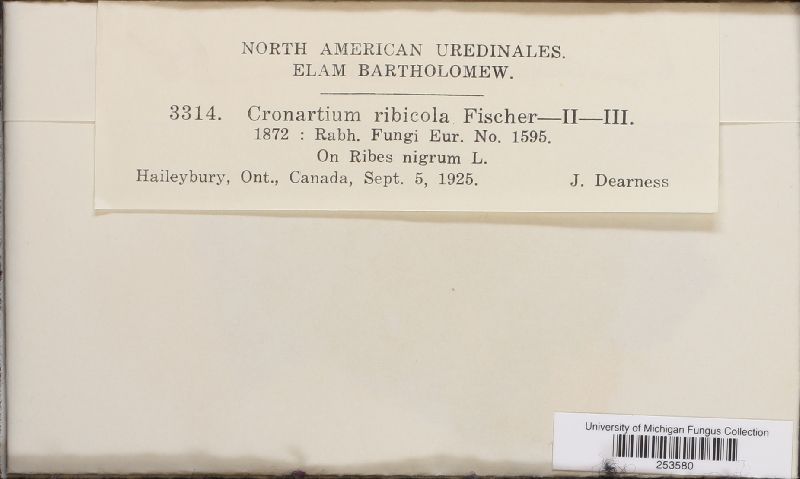 NORTH AMERICAN UREDINALES.
ELAM BARTHOLOMEW.
3314. Cronartium ribicola Fischer—II—III.
1872 : Rabh. Fungi Eur. No. 1595.
On Ribes nigrum L.
Haileybury, Ont., Canada, Sept. 5, 1925. J. Dearness
University of Michigan Fungus Collection
253580